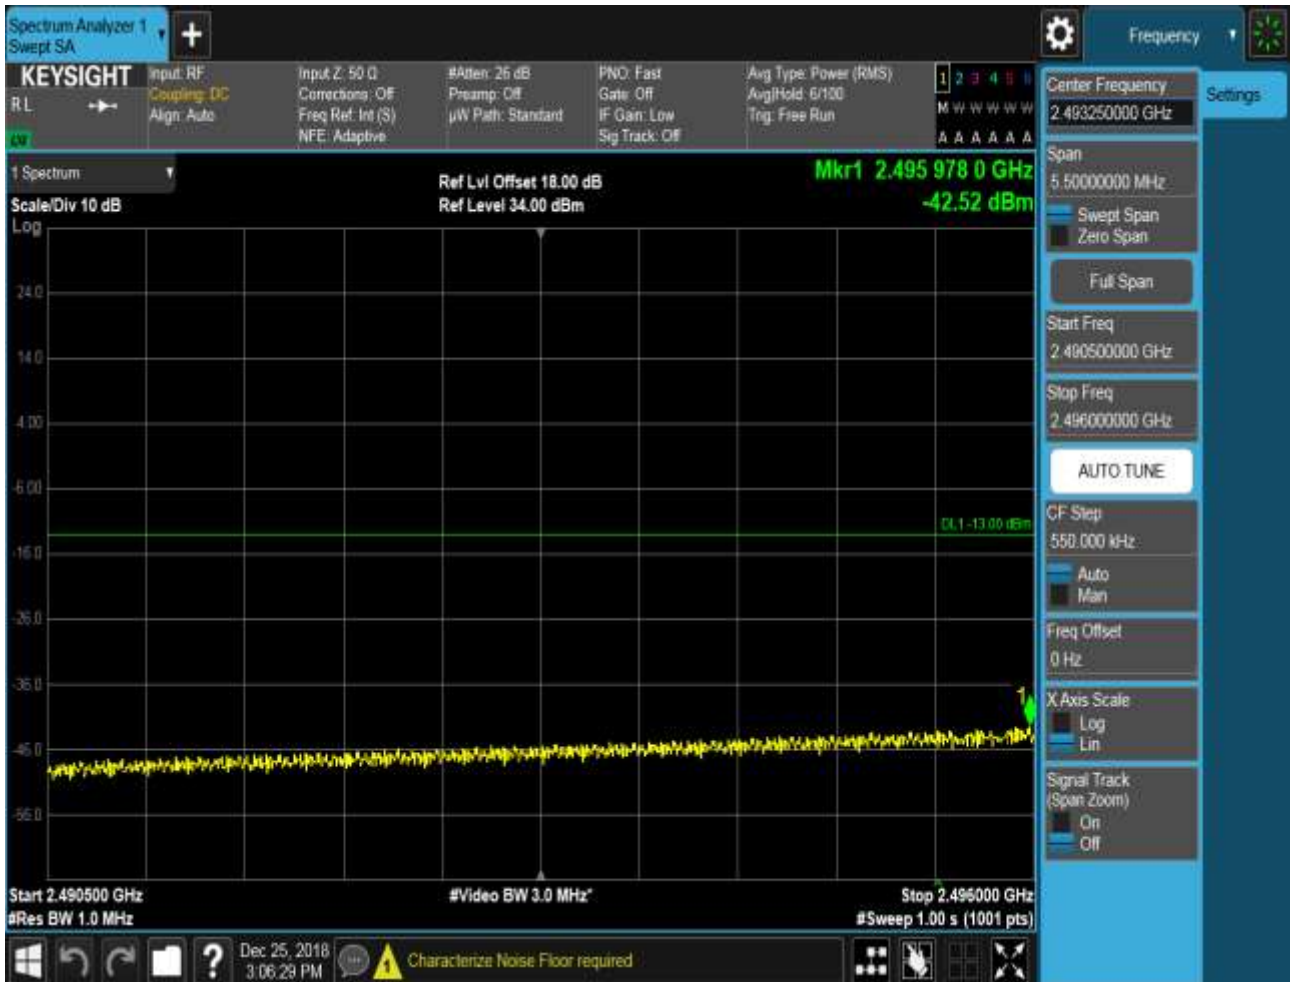 Spectrum Analyzer 1
Swept SA
+
Frequency
KEYSIGHT
RL
Input: RF
Coupling: DC
Align: Auto
Input Z: 50 Ω
Corrections: Off
Freq Ref: Int (S)
NFE: Adaptive
#Atten: 26 dB
Preamp: Off
µW Path: Standard
PNO: Fast
Gate: Off
IF Gain: Low
Sig Track: Off
Avg Type: Power (RMS)
Avg|Hold: 6/100
Trig: Free Run
1 2 3 4 5 6
M W W W W W
A A A A A A
1 Spectrum
Scale/Div 10 dB
Log
Ref Lvl Offset 18.00 dB
Ref Level 34.00 dBm
Mkr1 2.495 978 0 GHz
-42.52 dBm
24.0
14.0
4.00
-6.00
DL1 -13.00 dBm
-16.0
-26.0
-36.0
1
-46.0
-56.0
Start 2.490500 GHz
#Res BW 1.0 MHz
#Video BW 3.0 MHz*
Stop 2.496000 GHz
#Sweep 1.00 s (1001 pts)
Center Frequency
2.493250000 GHz
Settings
Span
5.50000000 MHz
Swept Span
Zero Span
Full Span
Start Freq
2.490500000 GHz
Stop Freq
2.496000000 GHz
AUTO TUNE
CF Step
550.000 kHz
Auto
Man
Freq Offset
0 Hz
X Axis Scale
Log
Lin
Signal Track
(Span Zoom)
On
Off
?
Dec 25, 2018
3:06:29 PM
1
Characterize Noise Floor required